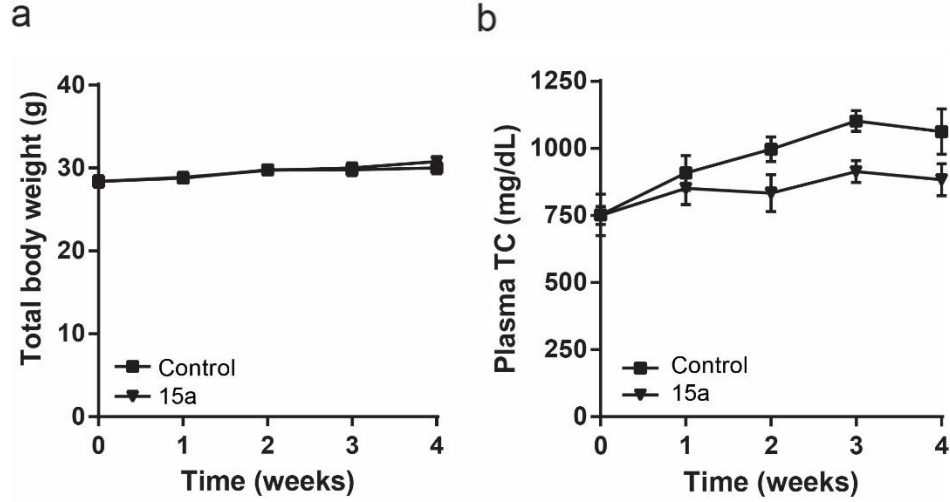 a
Total body weight (g)
40
30
20
10
0
Control
15a
0 1 2 3 4
Time (weeks)
b
Plasma TC (mg/dL)
1250
1000
750
500
250
0
Control
15a
0 1 2 3 4
Time (weeks)